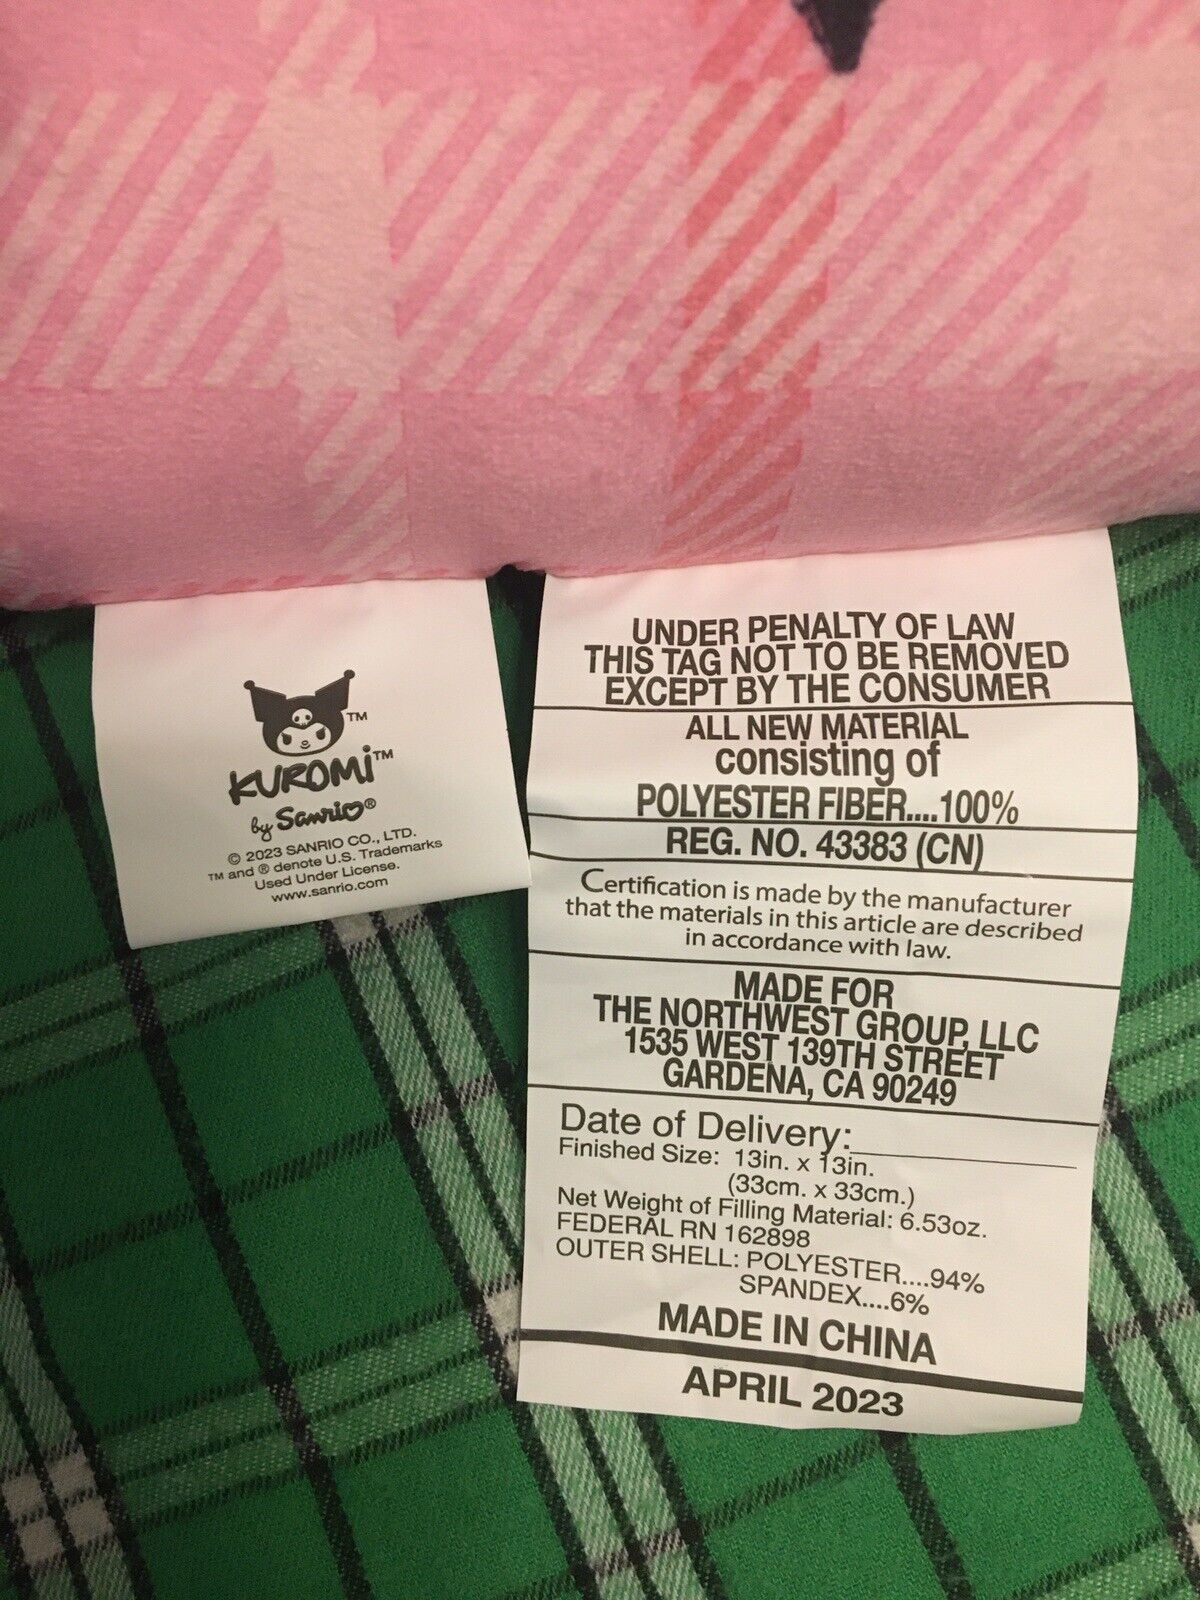 ™
KUROMI™
by Sanrio®
© 2023 SANRIO CO., LTD.
™ and ® denote U.S. Trademarks
Used Under License.
www.sanrio.com
UNDER PENALTY OF LAW
THIS TAG NOT TO BE REMOVED
EXCEPT BY THE CONSUMER
ALL NEW MATERIAL
consisting of
POLYESTER FIBER....100%
REG. NO. 43383 (CN)
Certification is made by the manufacturer
that the materials in this article are described
in accordance with law.
MADE FOR
THE NORTHWEST GROUP, LLC
1535 WEST 139TH STREET
GARDENA, CA 90249
Date of Delivery:
Finished Size: 13in. x 13in.
(33cm. x 33cm.)
Net Weight of Filling Material: 6.53oz.
FEDERAL RN 162898
OUTER SHELL: POLYESTER....94%
SPANDEX....6%
MADE IN CHINA
APRIL 2023